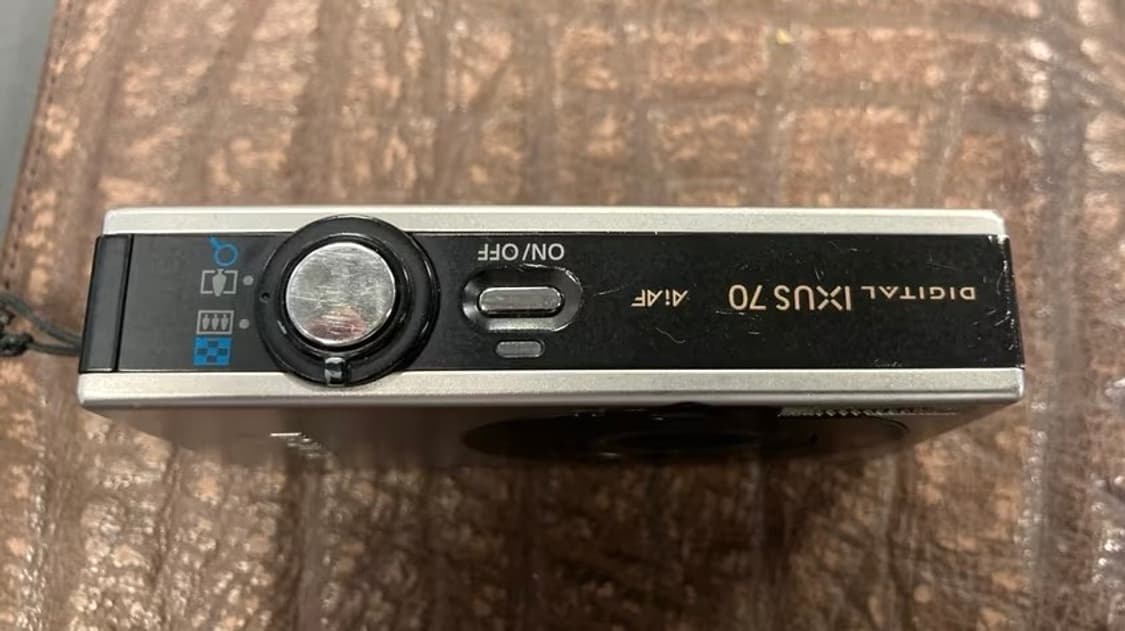 DIGITAL IXUS 70 AiAF
ON/OFF